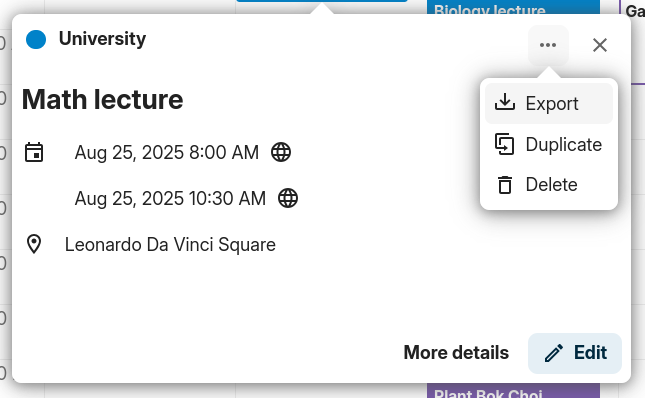 Biology lecture
Ga
University
Math lecture
Export
Aug 25, 2025 8:00 AM
Duplicate
Delete
Aug 25, 2025 10:30 AM
Leonardo Da Vinci Square
More details
Edit
Plant Bok Choi